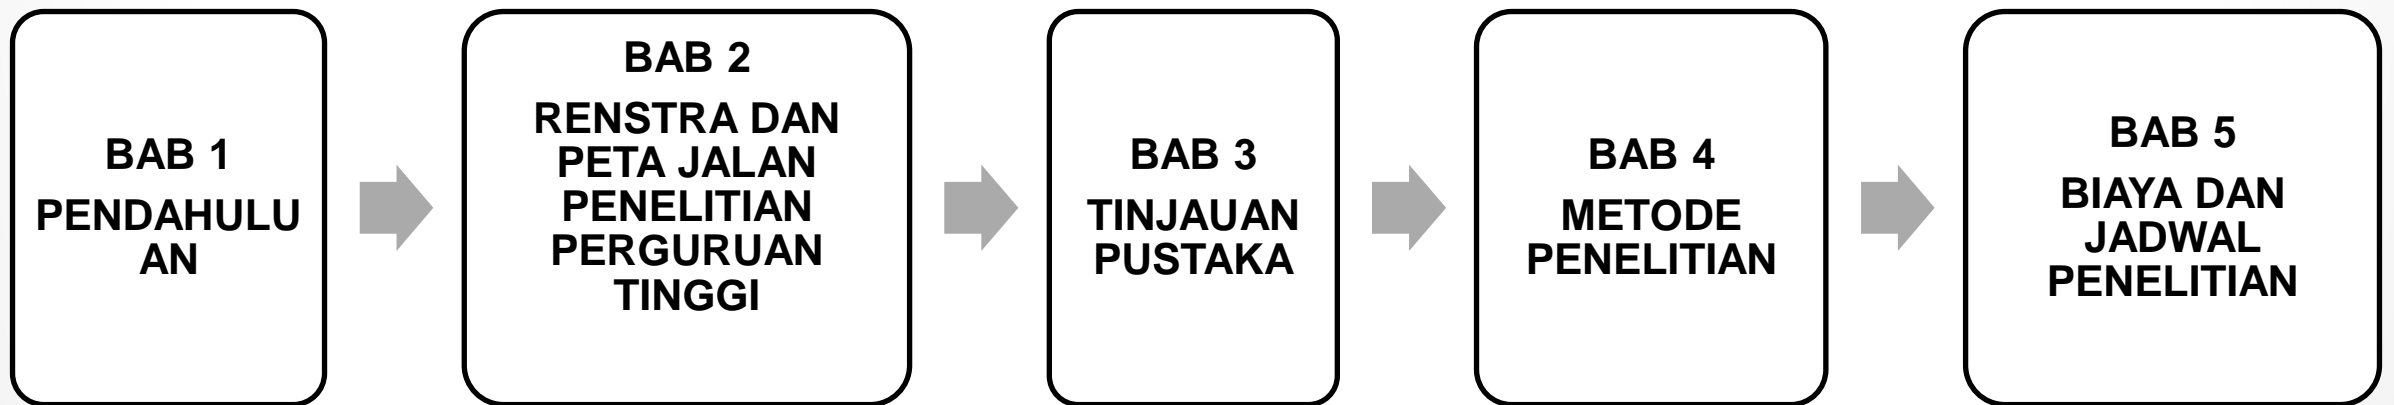 BAB 1
PENDAHULU
AN
BAB 2
RENSTRA DAN
PETA JALAN
PENELITIAN
PERGURUAN
TINGGI
BAB 3
TINJAUAN
PUSTAKA
BAB 4
METODE
PENELITIAN
BAB 5
BIAYA DAN
JADWAL
PENELITIAN